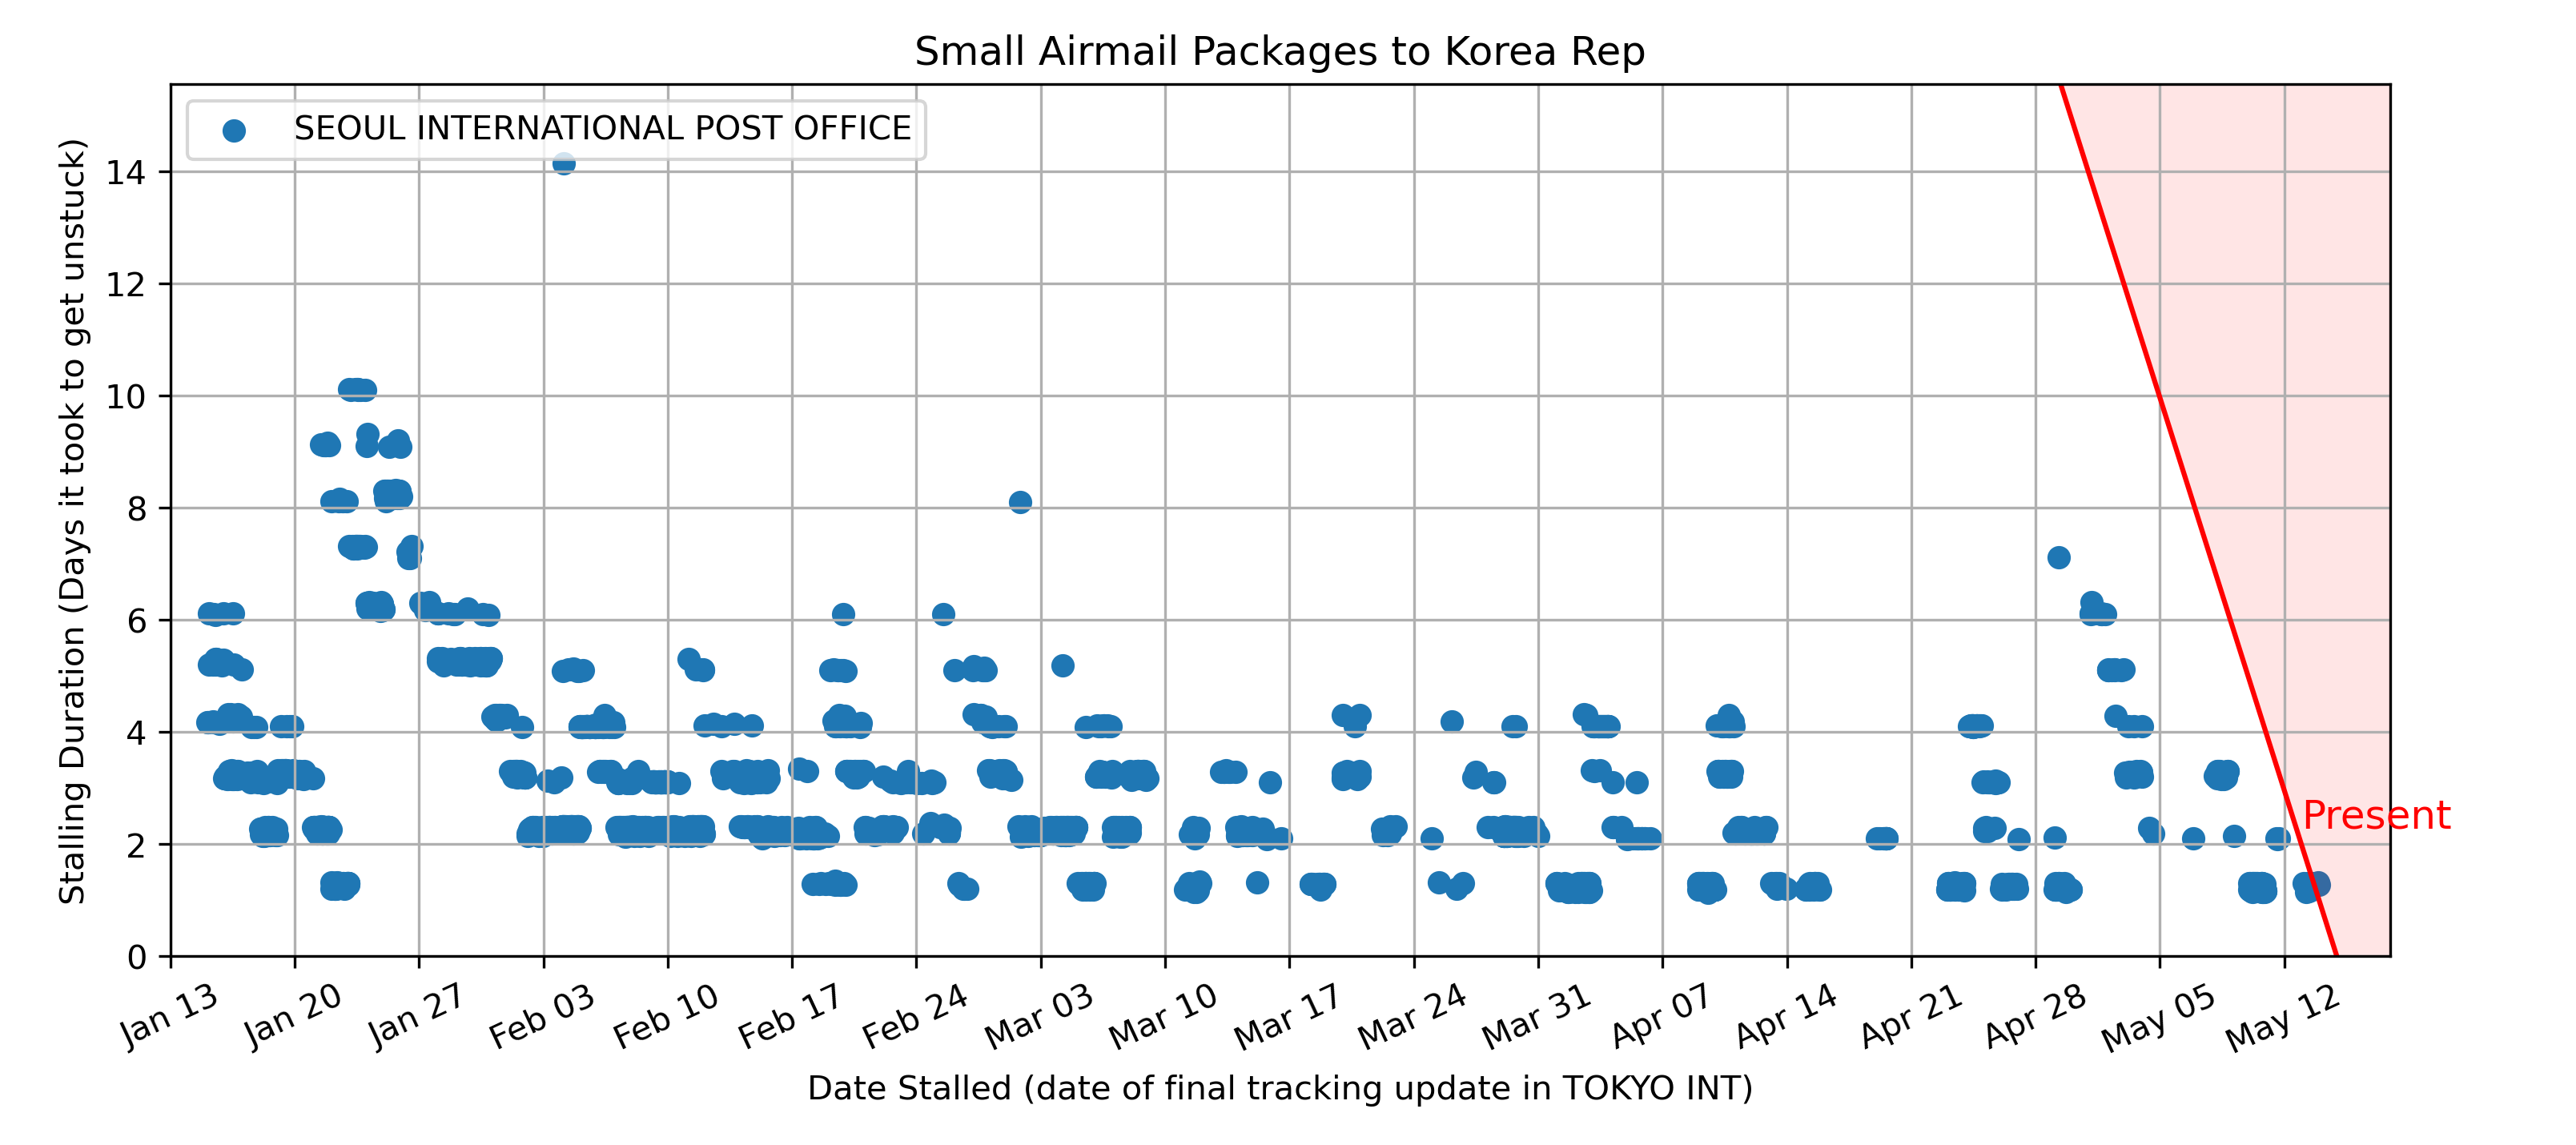 Small Airmail Packages to Korea Rep
SEOUL INTERNATIONAL POST OFFICE
Stalling Duration (Days it took to get unstuck)
14
12
10
8
6
4
2
0
Present
Jan 13
Jan 20
Jan 27
Feb 03
Feb 10
Feb 17
Feb 24
Mar 03
Mar 10
Mar 17
Mar 24
Mar 31
Apr 07
Apr 14
Apr 21
Apr 28
May 05
May 12
Date Stalled (date of final tracking update in TOKYO INT)